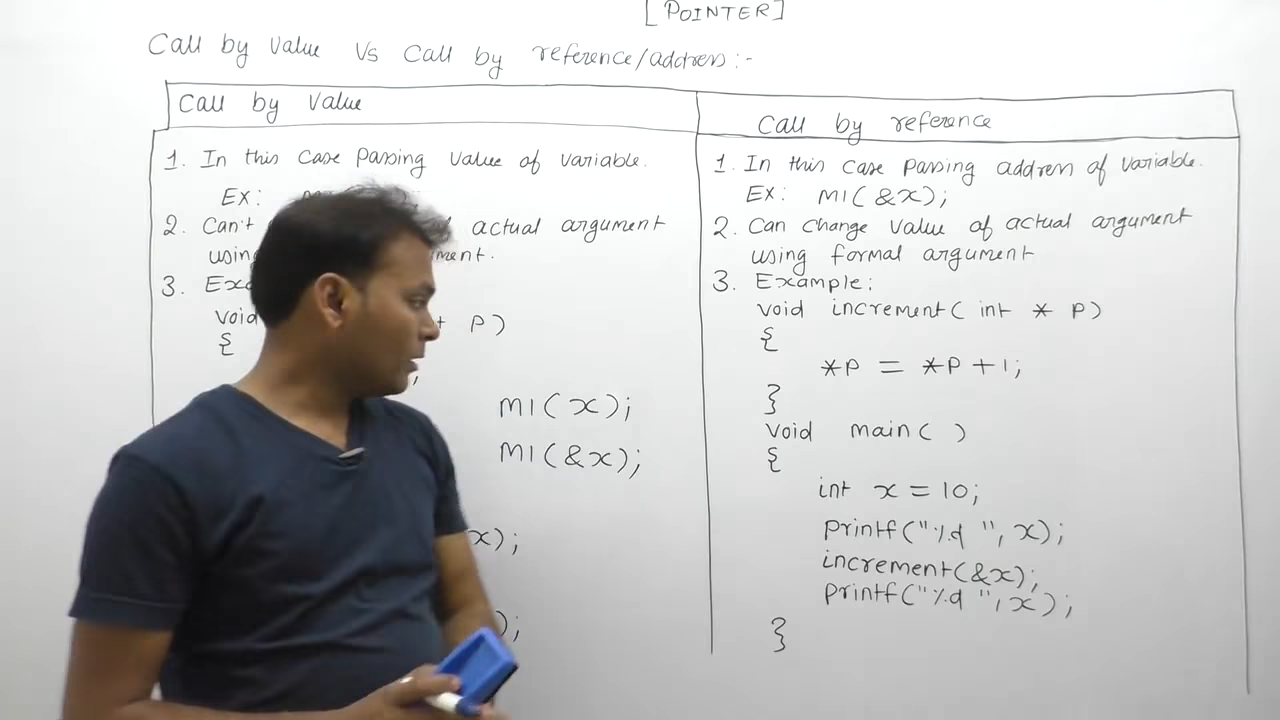 [POINTER]
Call by Value Vs Call by reference/address:-
Call by Value
1. In this case Passing Value of variable.
Ex:
2. Can't actual argument
using
3.
void P)
{
;
M1(x);
M1(&x);
x);
);
Call by reference
1. In this case passing address of variable.
Ex: M1(&x);
2. Can change value of actual argument
using formal argument
3. Example:
void increment( int * P)
{
*P = *P +1;
}
void main( )
{
int x = 10;
Printf("%d ", x);
increment(&x);
Printf("%d ", x);
}